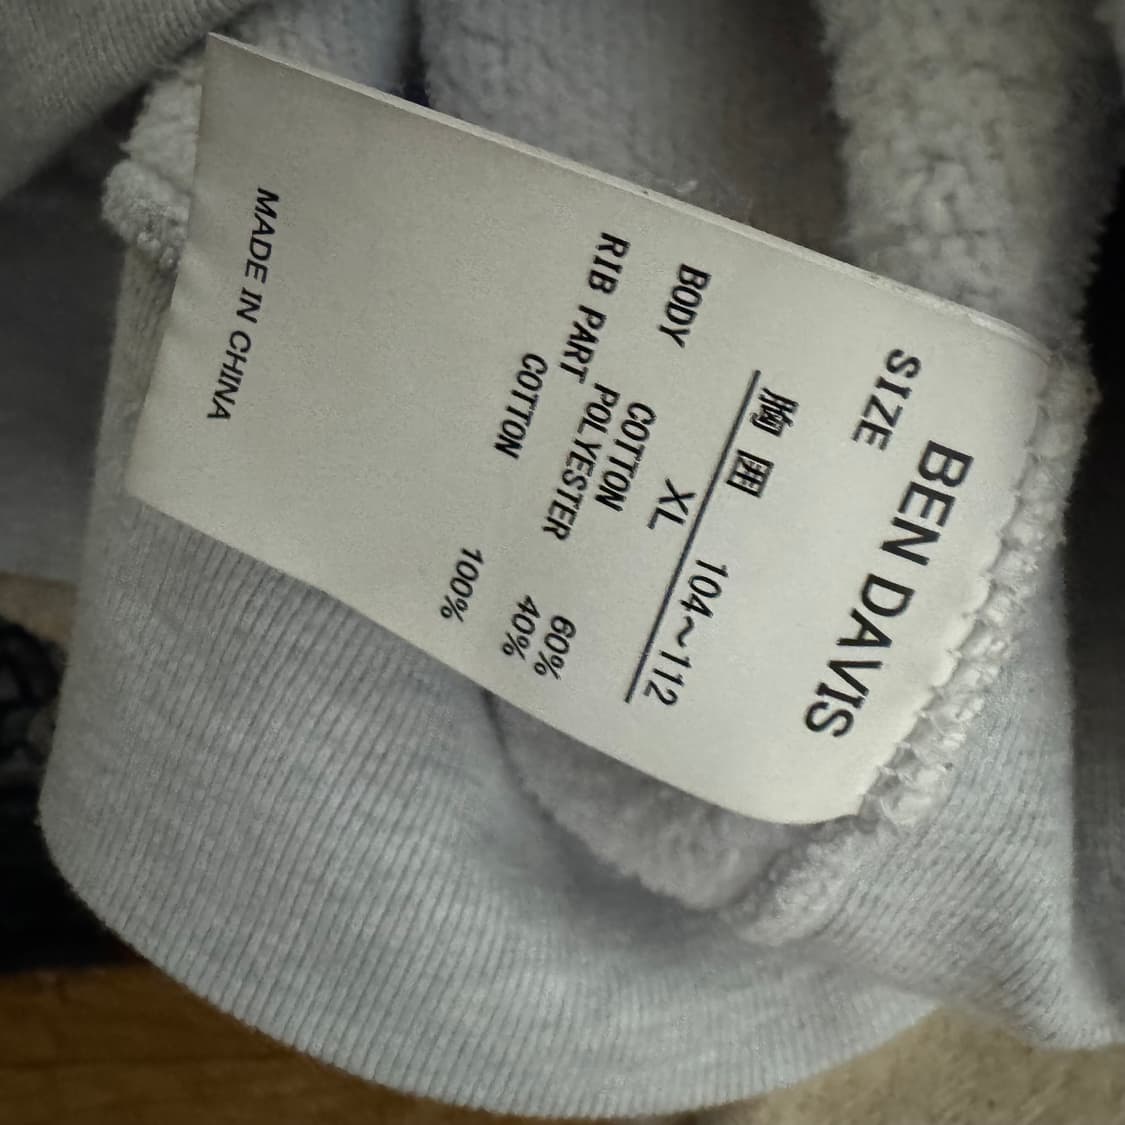 BEN DAVIS
SIZE
胸囲 104~112
XL
BODY COTTON 60%
POLYESTER 40%
RIB PART
COTTON 100%
MADE IN CHINA